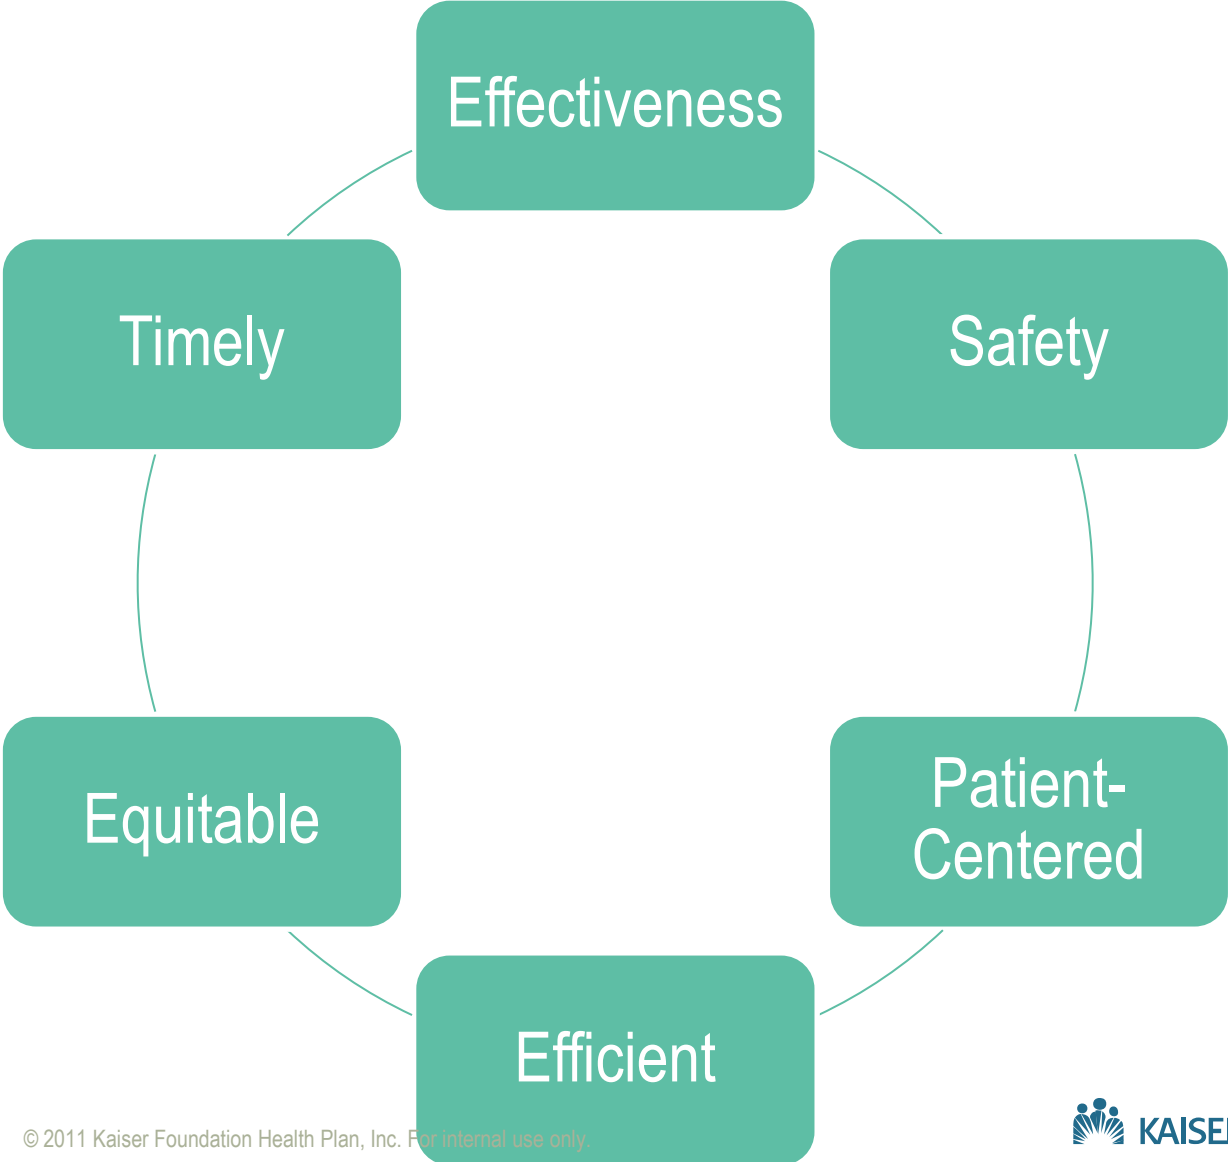 Effectiveness
Timely
Safety
Equitable
Patient-
Centered
Efficient
© 2011 Kaiser Foundation Health Plan, Inc. For internal use only.
KAISE